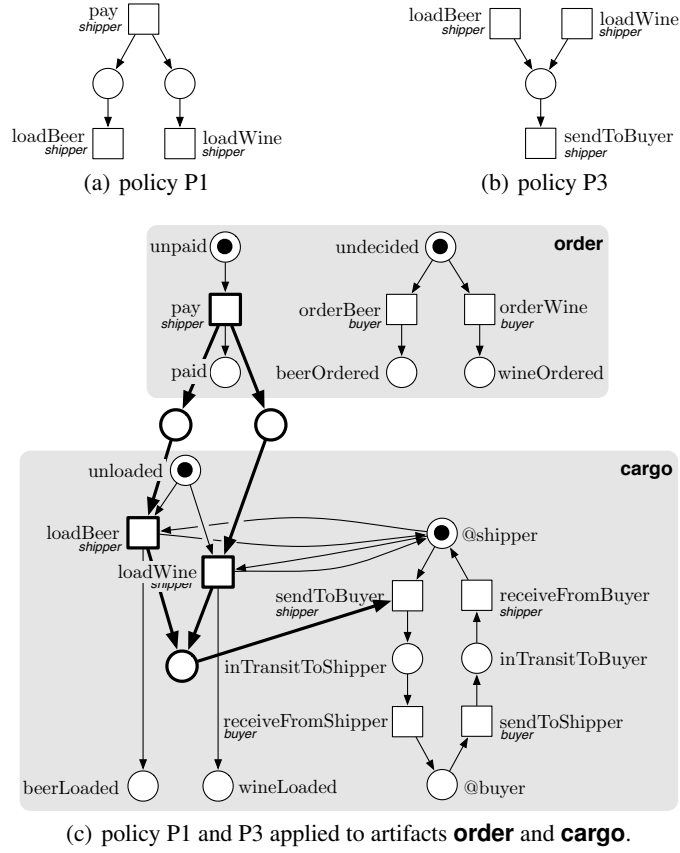 pay
shipper
loadBeer
shipper
loadWine
shipper
(a) policy P1
loadBeer
shipper
loadWine
shipper
sendToBuyer
shipper
(b) policy P3
order
unpaid
undecided
pay
shipper
orderBeer
buyer
orderWine
buyer
paid
beerOrdered
wineOrdered
cargo
unloaded
loadBeer
shipper
@shipper
loadWine
shipper
sendToBuyer
shipper
receiveFromBuyer
shipper
inTransitToShipper
inTransitToBuyer
receiveFromShipper
buyer
sendToShipper
buyer
beerLoaded
wineLoaded
@buyer
(c) policy P1 and P3 applied to artifacts order and cargo.